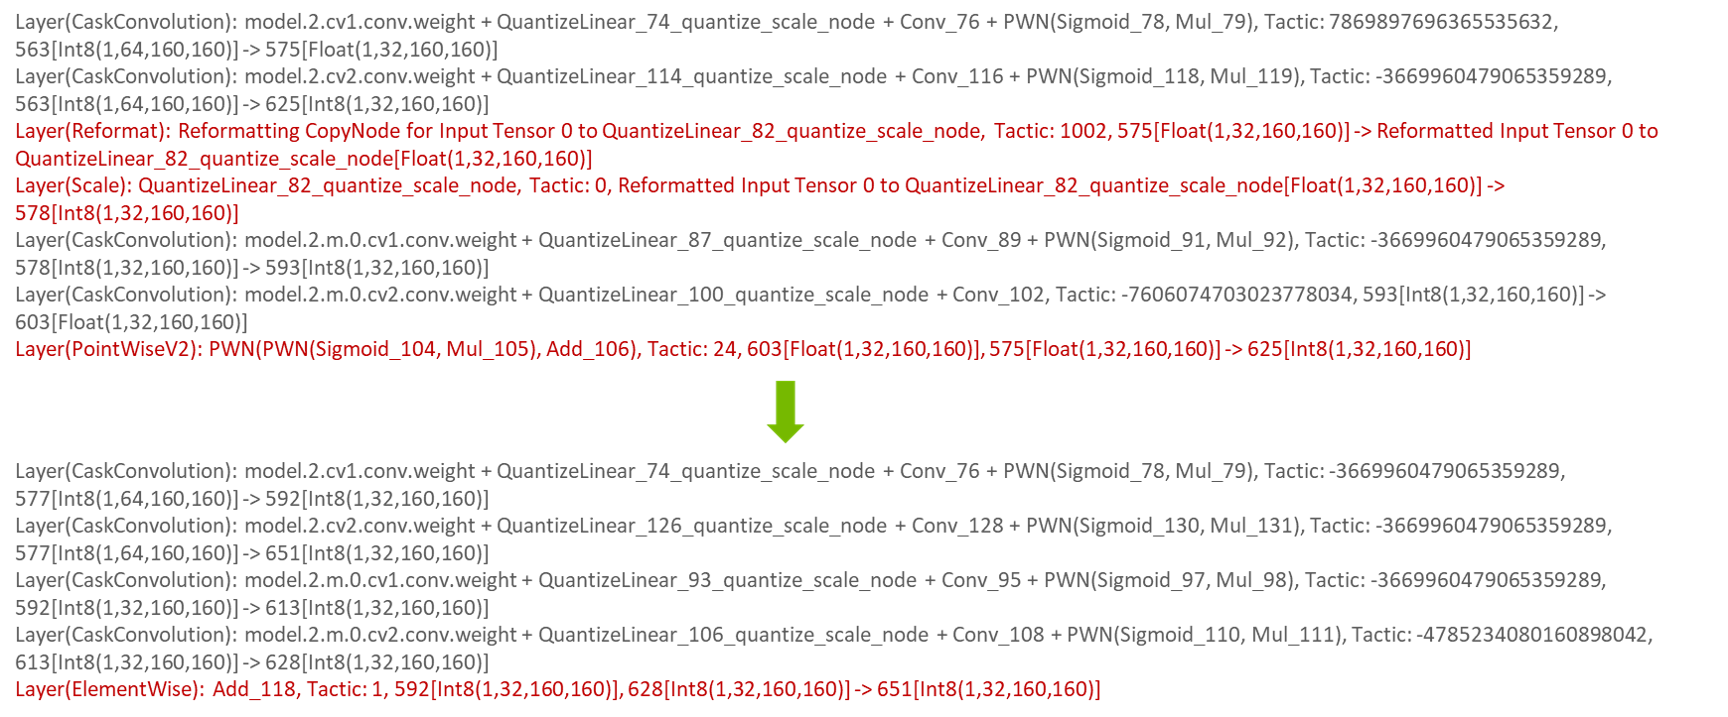 Layer(CaskConvolution): model.2.cv1.conv.weight + QuantizeLinear_74_quantize_scale_node + Conv_76 + PWN(Sigmoid_78, Mul_79), Tactic: 7869897696365535632,
563[Int8(1,64,160,160)] -> 575[Float(1,32,160,160)]
Layer(CaskConvolution): model.2.cv2.conv.weight + QuantizeLinear_114_quantize_scale_node + Conv_116 + PWN(Sigmoid_118, Mul_119), Tactic: -3669960479065359289,
563[Int8(1,64,160,160)] -> 625[Int8(1,32,160,160)]
Layer(Reformat): Reformatting CopyNode for Input Tensor 0 to QuantizeLinear_82_quantize_scale_node, Tactic: 1002, 575[Float(1,32,160,160)] -> Reformatted Input Tensor 0 to
QuantizeLinear_82_quantize_scale_node[Float(1,32,160,160)]
Layer(Scale): QuantizeLinear_82_quantize_scale_node, Tactic: 0, Reformatted Input Tensor 0 to QuantizeLinear_82_quantize_scale_node[Float(1,32,160,160)] ->
578[Int8(1,32,160,160)]
Layer(CaskConvolution): model.2.m.0.cv1.conv.weight + QuantizeLinear_87_quantize_scale_node + Conv_89 + PWN(Sigmoid_91, Mul_92), Tactic: -3669960479065359289,
578[Int8(1,32,160,160)] -> 593[Int8(1,32,160,160)]
Layer(CaskConvolution): model.2.m.0.cv2.conv.weight + QuantizeLinear_100_quantize_scale_node + Conv_102, Tactic: -7606074703023778034, 593[Int8(1,32,160,160)] ->
603[Float(1,32,160,160)]
Layer(PointWiseV2): PWN(PWN(Sigmoid_104, Mul_105), Add_106), Tactic: 24, 603[Float(1,32,160,160)], 575[Float(1,32,160,160)] -> 625[Int8(1,32,160,160)]
Layer(CaskConvolution): model.2.cv1.conv.weight + QuantizeLinear_74_quantize_scale_node + Conv_76 + PWN(Sigmoid_78, Mul_79), Tactic: -3669960479065359289,
577[Int8(1,64,160,160)] -> 592[Int8(1,32,160,160)]
Layer(CaskConvolution): model.2.cv2.conv.weight + QuantizeLinear_126_quantize_scale_node + Conv_128 + PWN(Sigmoid_130, Mul_131), Tactic: -3669960479065359289,
577[Int8(1,64,160,160)] -> 651[Int8(1,32,160,160)]
Layer(CaskConvolution): model.2.m.0.cv1.conv.weight + QuantizeLinear_93_quantize_scale_node + Conv_95 + PWN(Sigmoid_97, Mul_98), Tactic: -3669960479065359289,
592[Int8(1,32,160,160)] -> 613[Int8(1,32,160,160)]
Layer(CaskConvolution): model.2.m.0.cv2.conv.weight + QuantizeLinear_106_quantize_scale_node + Conv_108 + PWN(Sigmoid_110, Mul_111), Tactic: -4785234080160898042,
613[Int8(1,32,160,160)] -> 628[Int8(1,32,160,160)]
Layer(ElementWise): Add_118, Tactic: 1, 592[Int8(1,32,160,160)], 628[Int8(1,32,160,160)] -> 651[Int8(1,32,160,160)]